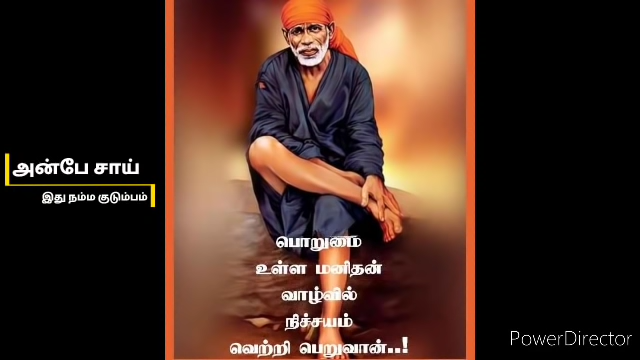 அன்பே சாய்
இது நம்ம குடும்பம்
பொறுமை
உள்ள மனிதன்
வாழ்வில்
நிச்சயம்
வெற்றி பெறுவான்..!
PowerDirector